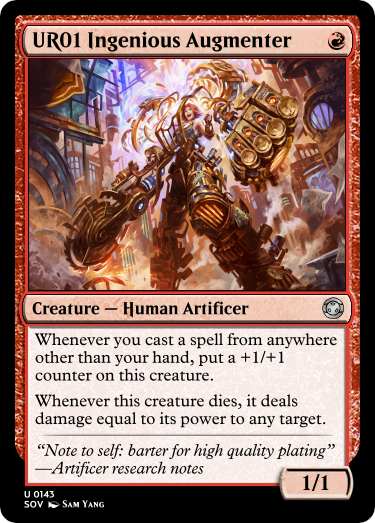 UR01 Ingenious Augmenter
Creature — Human Artificer
Whenever you cast a spell from anywhere
other than your hand, put a +1/+1
counter on this creature.
Whenever this creature dies, it deals
damage equal to its power to any target.
“Note to self: barter for high quality plating”
—Artificer research notes
1/1
U 0143
SOV Sam Yang